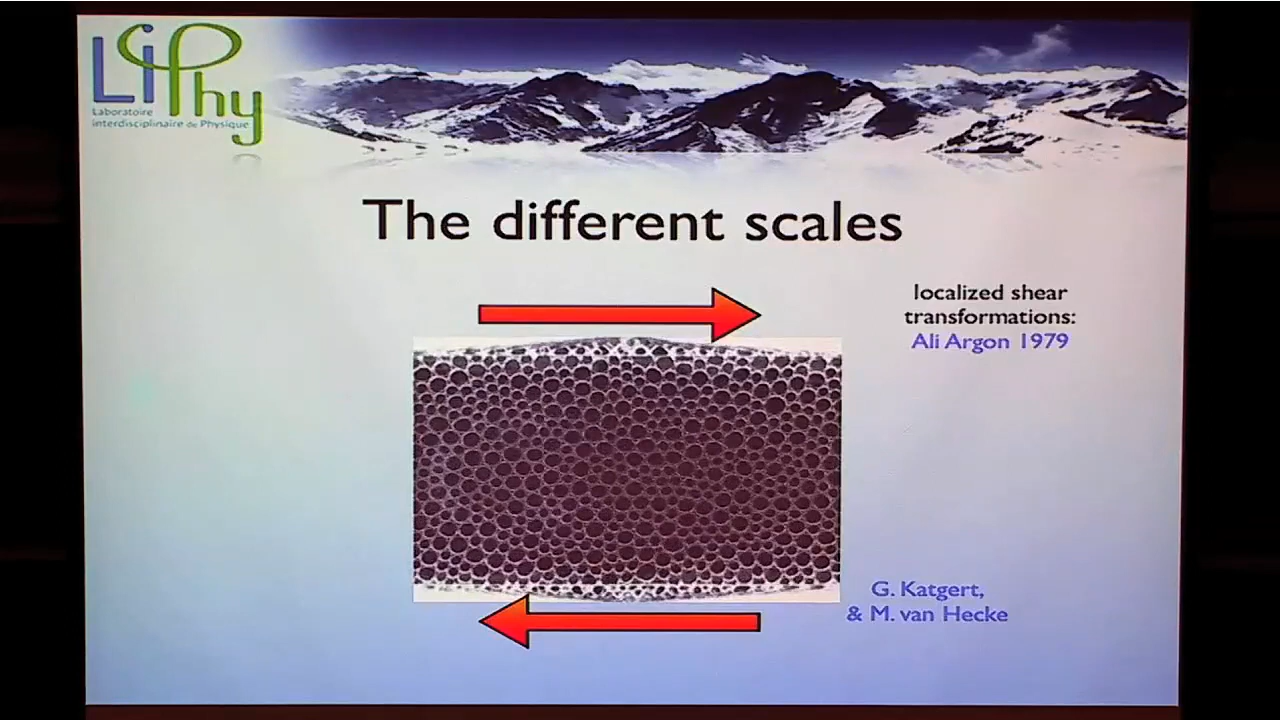 LiPhy
Laboratoire
interdisciplinaire de Physique
The different scales
localized shear
transformations:
Ali Argon 1979
G. Katgert,
& M. van Hecke